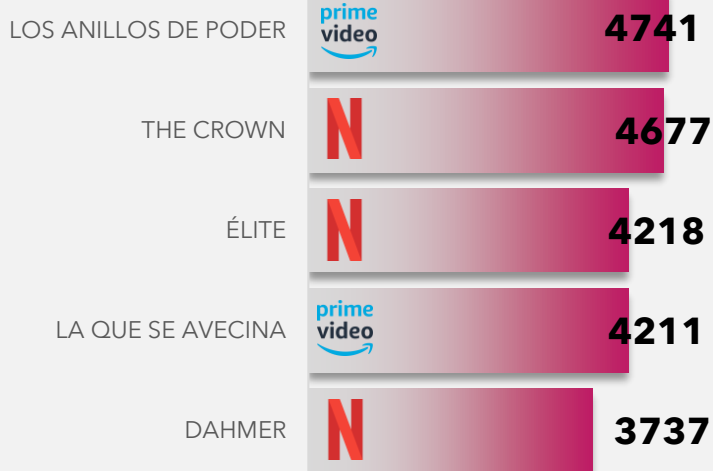 LOS ANILLOS DE PODER
prime
video
4741
THE CROWN
N
4677
ÉLITE
N
4218
LA QUE SE AVECINA
prime
video
4211
DAHMER
N
3737